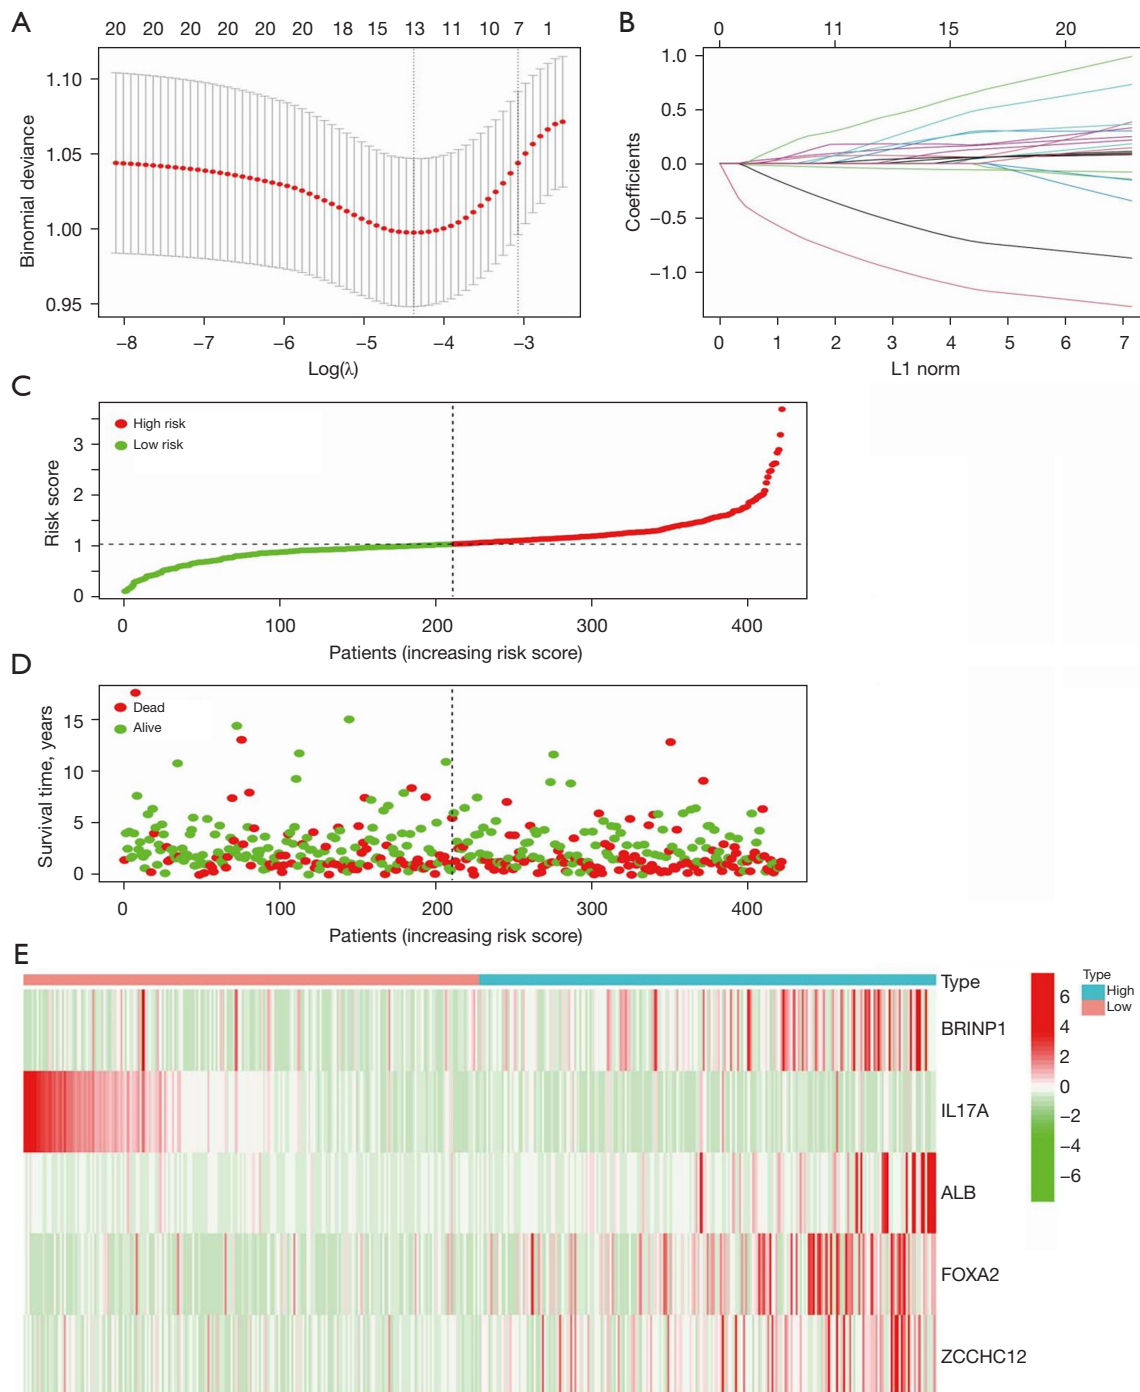 A
20 20 20 20 20 20 18 15 13 11 10 7 1
1.10
1.05
1.00
0.95
Binomial deviance
−8 −7 −6 −5 −4 −3
Log(λ)
B
0 11 15 20
1.0
0.5
0.0
−0.5
−1.0
Coefficients
0 1 2 3 4 5 6 7
L1 norm
C
High risk
Low risk
3
2
1
0
Risk score
0 100 200 300 400
Patients (increasing risk score)
D
Dead
Alive
15
10
5
0
Survival time, years
0 100 200 300 400
Patients (increasing risk score)
E
Type
BRINP1
IL17A
ALB
FOXA2
ZCCHC12
6
4
2
0
−2
−4
−6
Type
High
Low